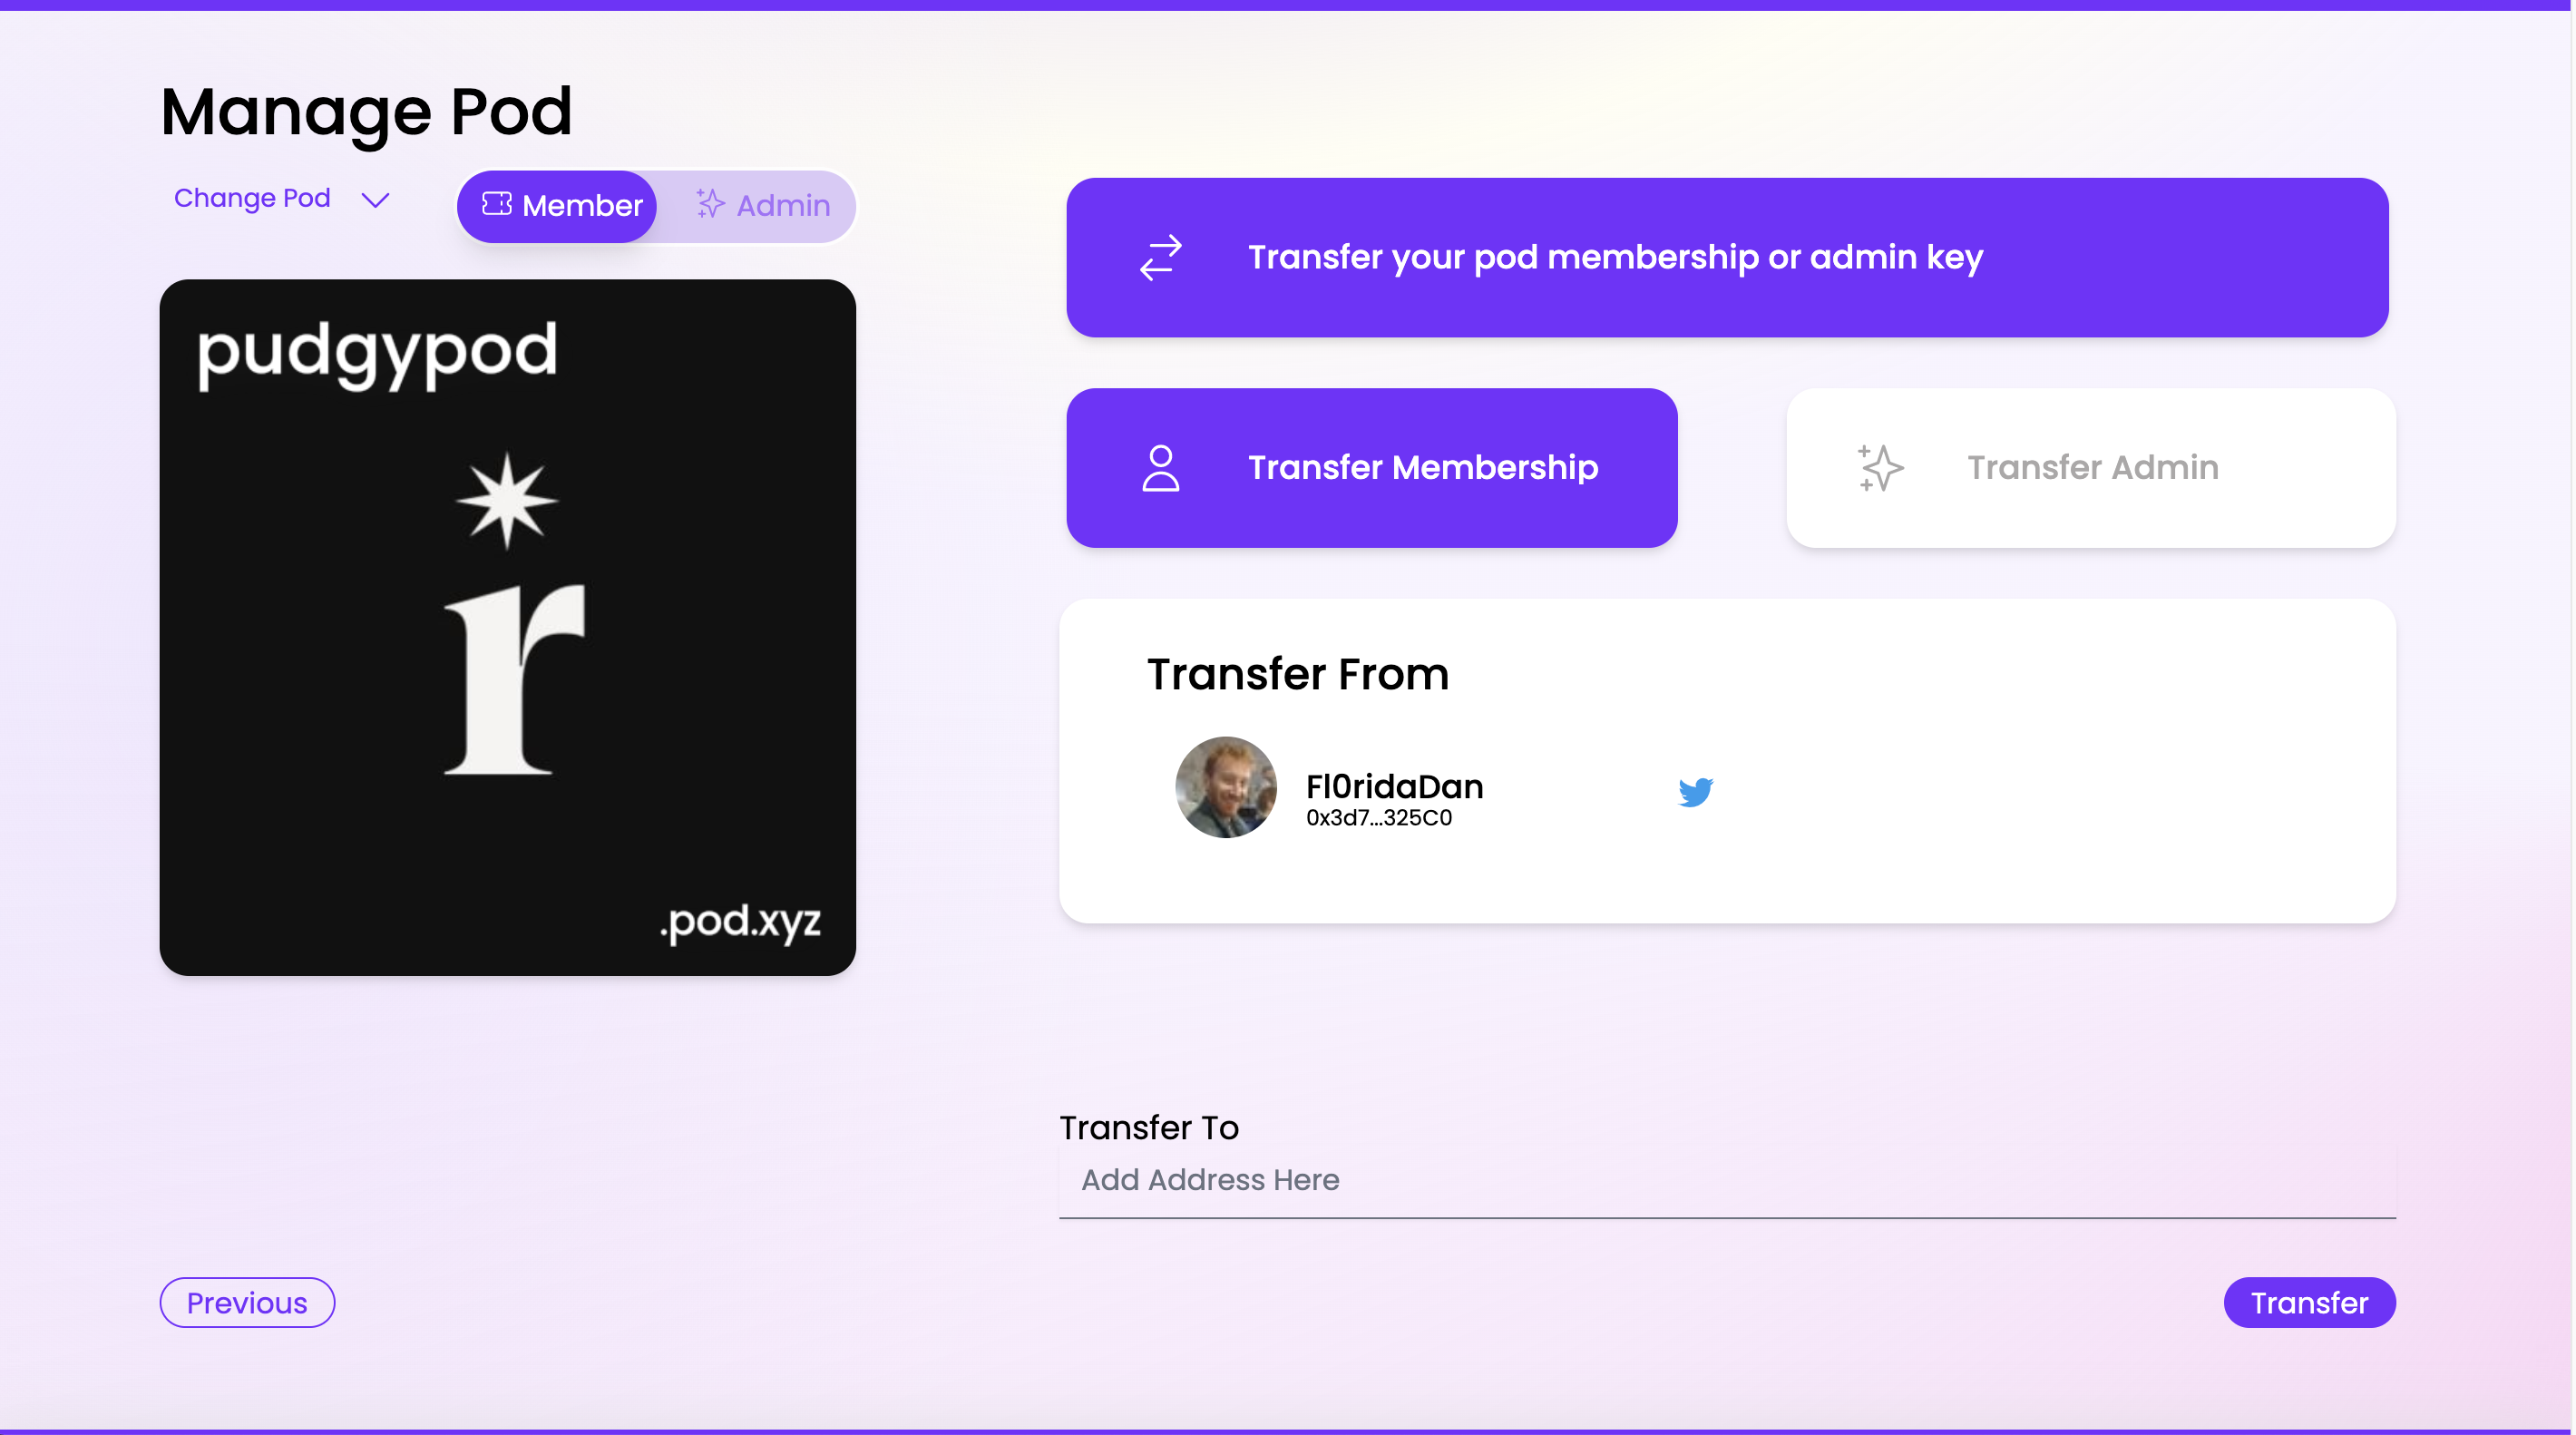 Manage Pod
Change Pod
Member
Admin
pudgypod
r
.pod.xyz
Transfer your pod membership or admin key
Transfer Membership
Transfer Admin
Transfer From
Fl0ridaDan
0x3d7...325C0
Transfer To
Add Address Here
Previous
Transfer